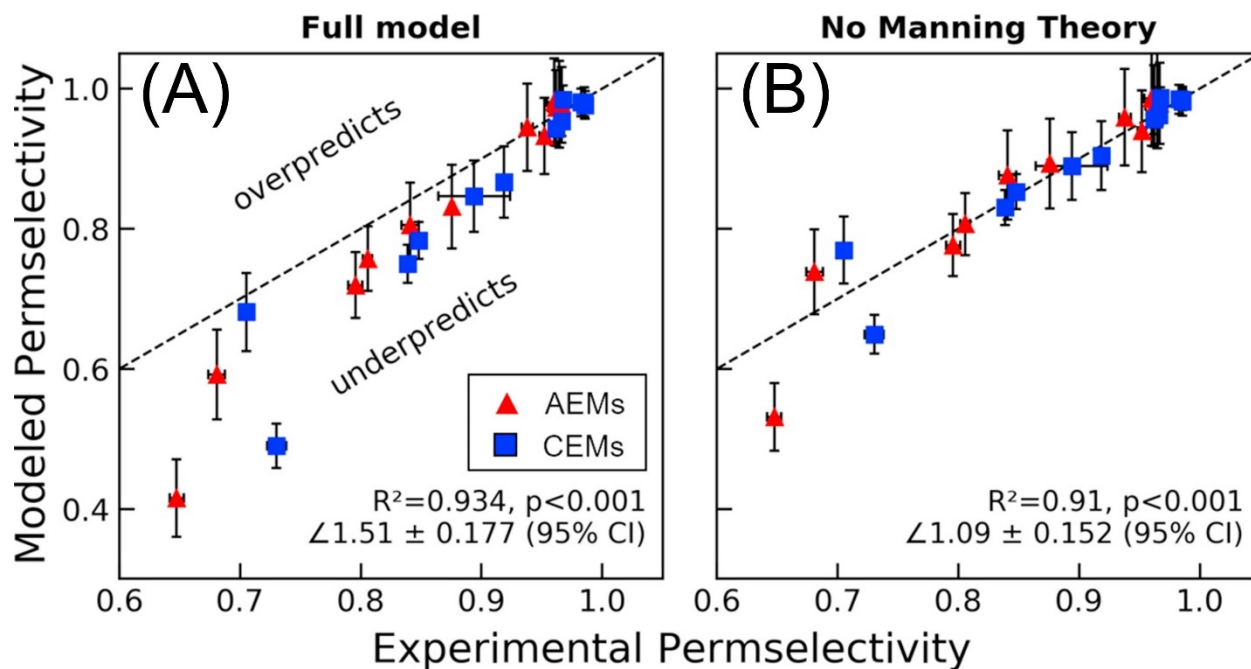 Full model
No Manning Theory
Modeled Permselectivity
(A)
overpredicts
underpredicts
AEMs
CEMs
R²=0.934, p<0.001
∠1.51 ± 0.177 (95% CI)
1.0
0.8
0.6
0.4
0.6 0.7 0.8 0.9 1.0
(B)
R²=0.91, p<0.001
∠1.09 ± 0.152 (95% CI)
0.6 0.7 0.8 0.9 1.0
Experimental Permselectivity